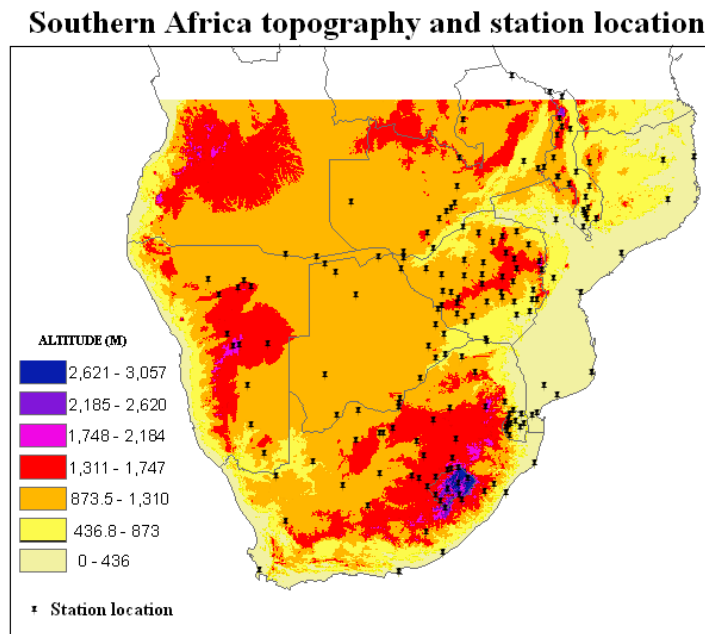 Southern Africa topography and station location
ALTITUDE (M)
2,621 - 3,057
2,185 - 2,620
1,748 - 2,184
1,311 - 1,747
873.5 - 1,310
436.8 - 873
0 - 436
Station location